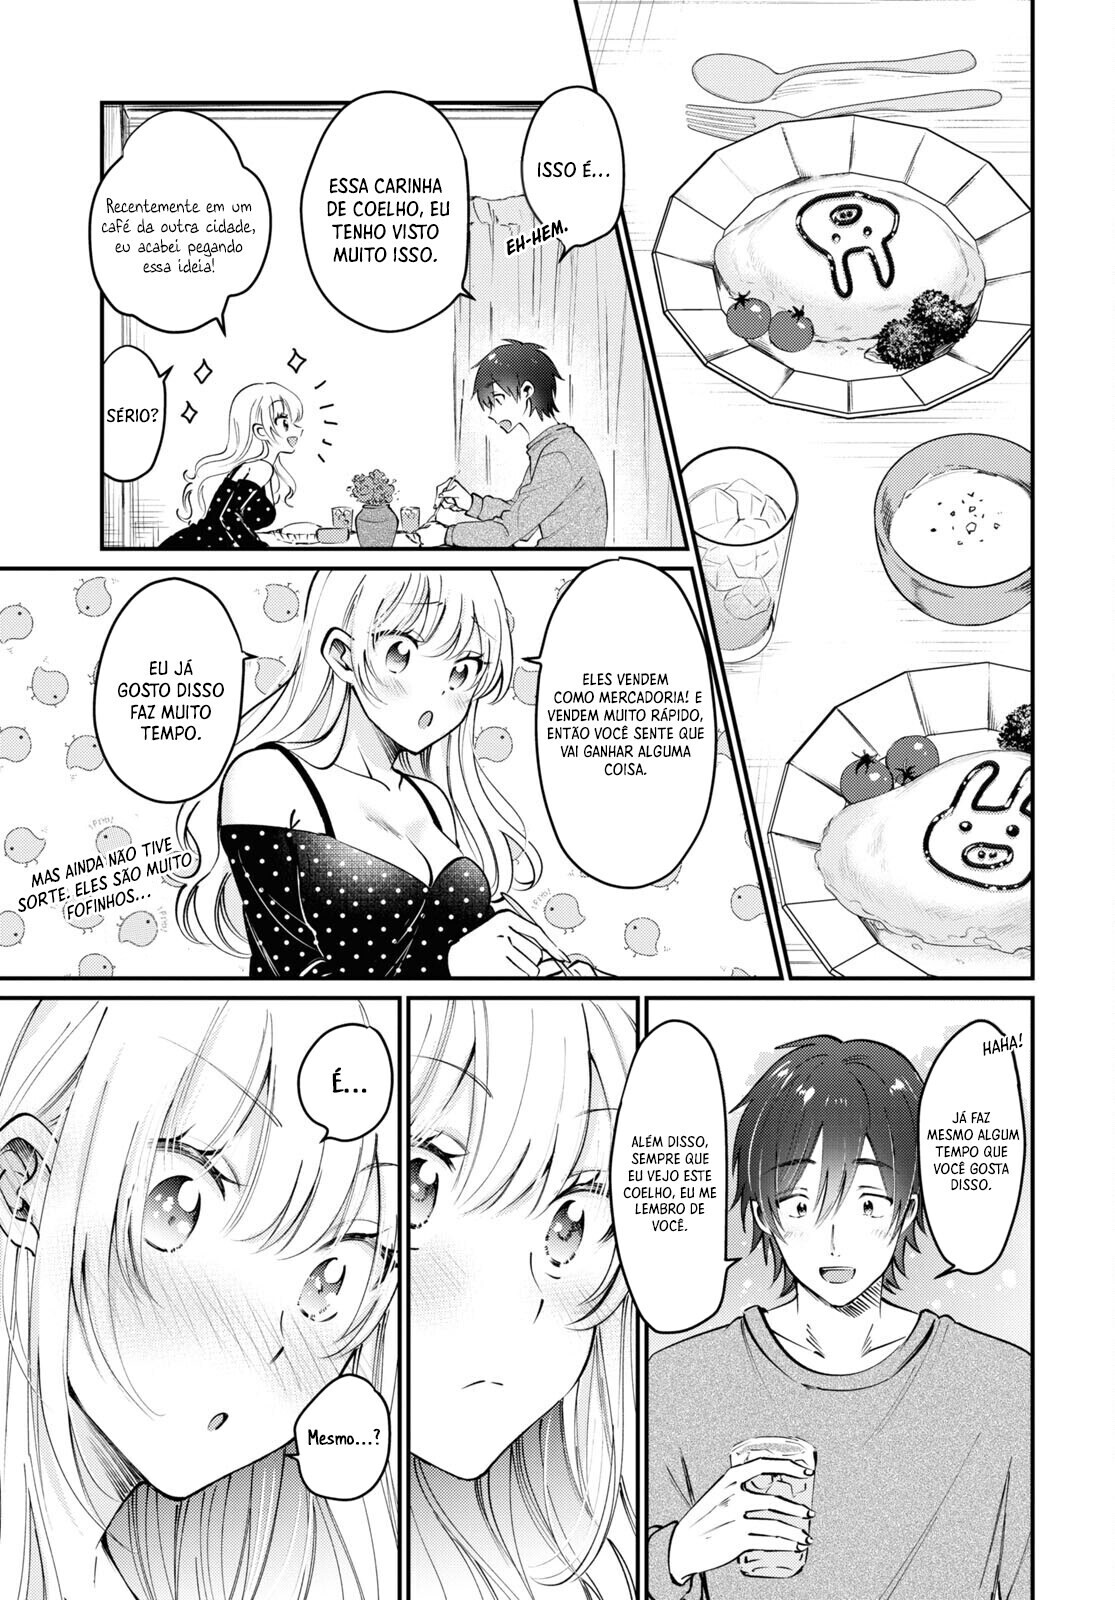 ISSO É...
EH-HEM.
ESSA CARINHA
DE COELHO, EU
TENHO VISTO
MUITO ISSO.
Recentemente em um
café da outra cidade,
eu acabei pegando
essa ideia!
SÉRIO?
ELES VENDEM
COMO MERCADORIA! E
VENDEM MUITO RÁPIDO,
ENTÃO VOCÊ SENTE QUE
VAI GANHAR ALGUMA
COISA.
EU JÁ
GOSTO DISSO
FAZ MUITO
TEMPO.
MAS AINDA NÃO TIVE
SORTE. ELES SÃO MUITO
FOFINHOS...
HAHA!
JÁ FAZ
MESMO ALGUM
TEMPO QUE
VOCÊ GOSTA
DISSO.
ALÉM DISSO,
SEMPRE QUE
EU VEJO ESTE
COELHO, EU ME
LEMBRO DE
VOCÊ.
É...
Mesmo...?